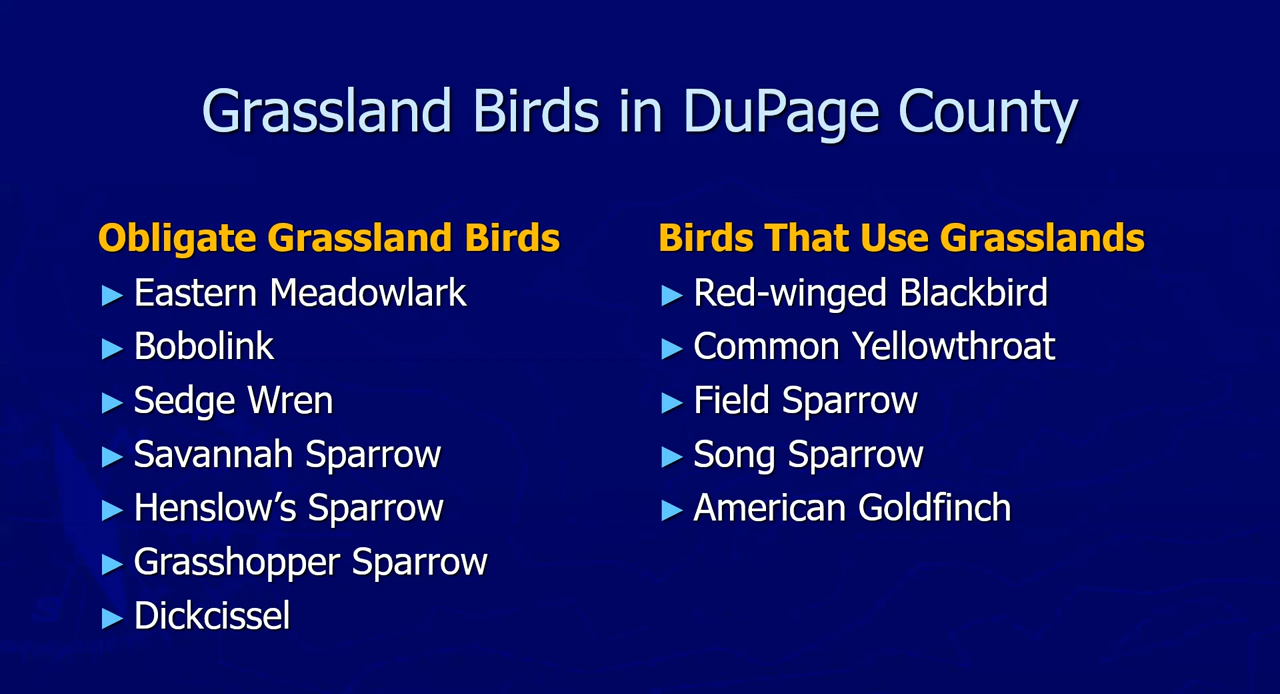 Grassland Birds in DuPage County
Obligate Grassland Birds
► Eastern Meadowlark
► Bobolink
► Sedge Wren
► Savannah Sparrow
► Henslow’s Sparrow
► Grasshopper Sparrow
► Dickcissel
Birds That Use Grasslands
► Red-winged Blackbird
► Common Yellowthroat
► Field Sparrow
► Song Sparrow
► American Goldfinch